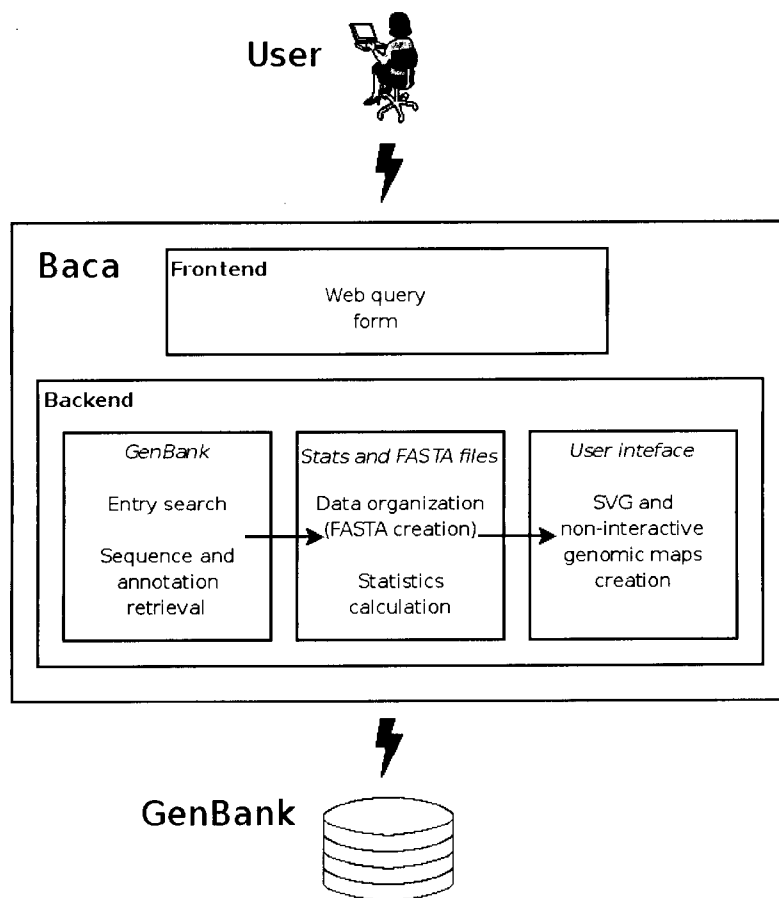 User
Baca
Frontend
Web query
form
Backend
GenBank
Entry search
Sequence and
annotation
retrieval
Stats and FASTA files
Data organization
(FASTA creation)
Statistics
calculation
User inteface
SVG and
non-interactive
genomic maps
creation
GenBank